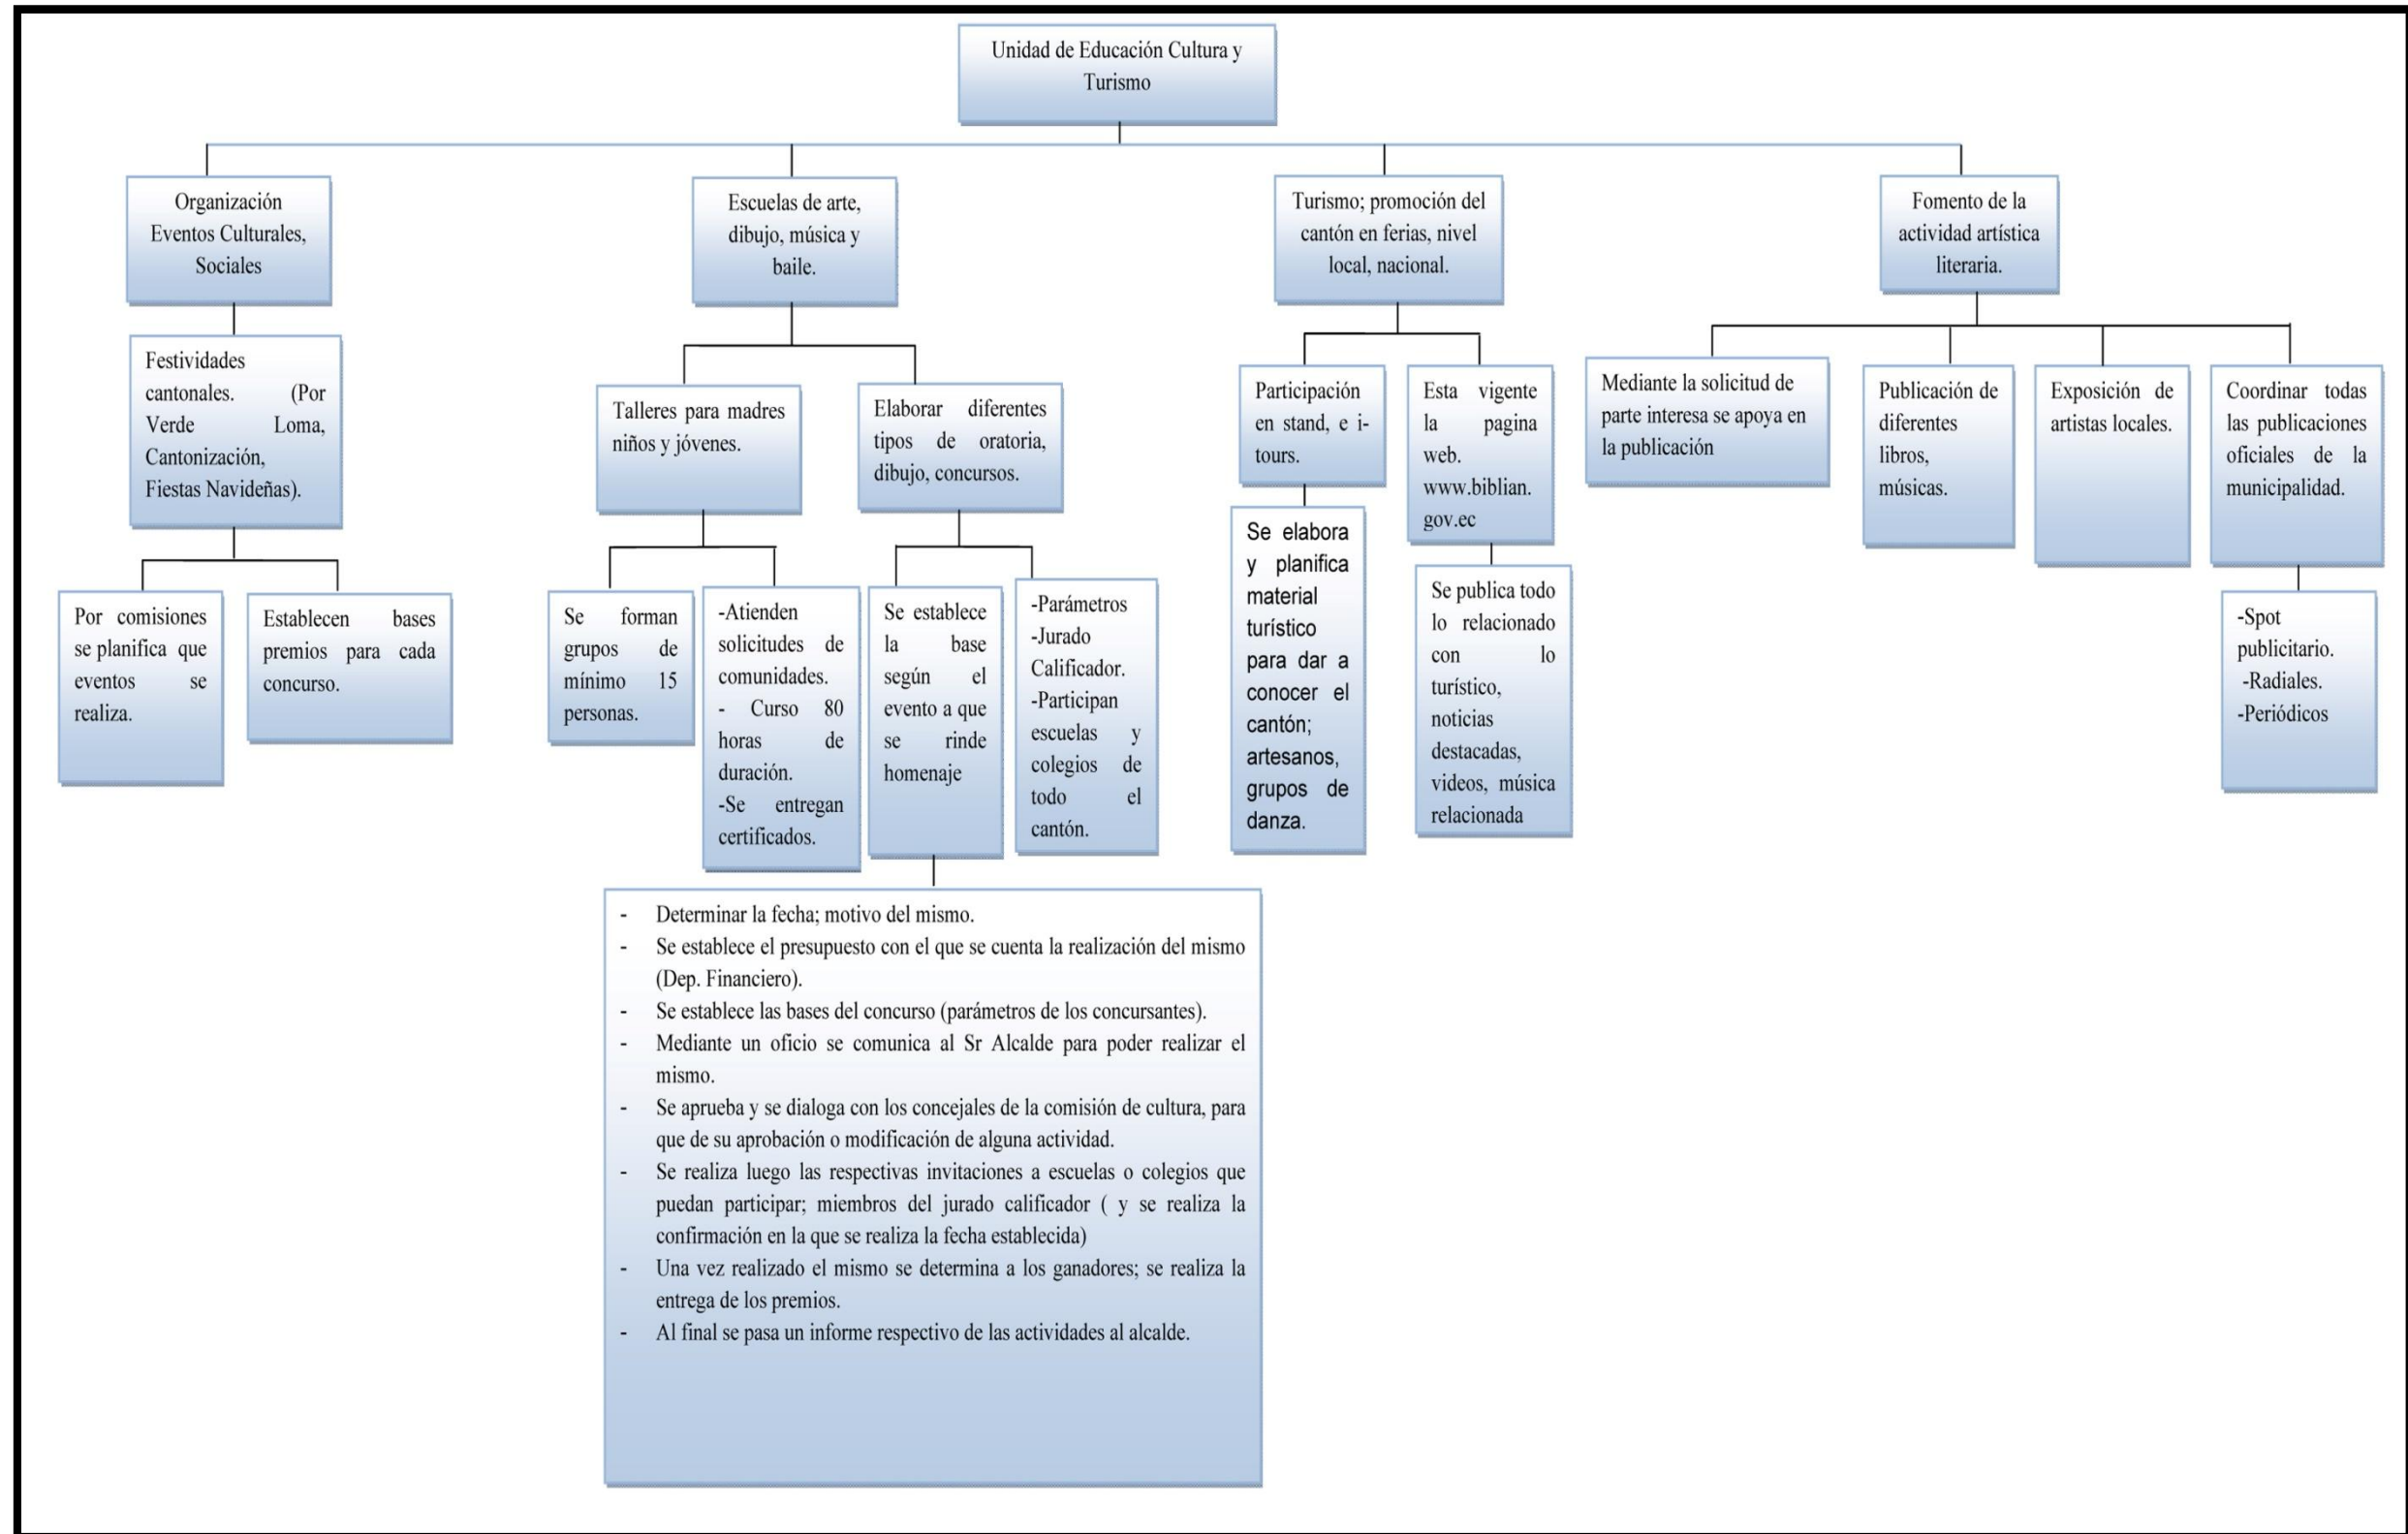 Unidad de Educación Cultura y
Turismo
Organización
Eventos Culturales,
Sociales
Escuelas de arte,
dibujo, música y
baile.
Turismo; promoción del
cantón en ferias, nivel
local, nacional.
Fomento de la
actividad artística
literaria.
Festividades
cantonales. (Por
Verde Loma,
Cantonización,
Fiestas Navideñas).
Talleres para madres
niños y jóvenes.
Elaborar diferentes
tipos de oratoria,
dibujo, concursos.
Participación
en stand, e i-
tours.
Esta vigente
la pagina
web.
www.biblian.
gov.ec
Mediante la solicitud de
parte interesa se apoya en
la publicación
Publicación de
diferentes
libros,
músicas.
Exposición de
artistas locales.
Coordinar todas
las publicaciones
oficiales de la
municipalidad.
Por comisiones
se planifica que
eventos se
realiza.
Establecen bases
premios para cada
concurso.
Se forman
grupos de
mínimo 15
personas.
-Atienden
solicitudes de
comunidades.
- Curso 80
horas de
duración.
-Se entregan
certificados.
Se establece
la base
según el
evento a que
se rinde
homenaje
-Parámetros
-Jurado
Calificador.
-Participan
escuelas y
colegios de
todo el
cantón.
Se elabora
y planifica
material
turístico
para dar a
conocer el
cantón;
artesanos,
grupos de
danza.
Se publica todo
lo relacionado
con lo
turístico,
noticias
destacadas,
videos, música
relacionada
-Spot
publicitario.
-Radiales.
-Periódicos
- Determinar la fecha; motivo del mismo.
- Se establece el presupuesto con el que se cuenta la realización del mismo
(Dep. Financiero).
- Se establece las bases del concurso (parámetros de los concursantes).
- Mediante un oficio se comunica al Sr Alcalde para poder realizar el
mismo.
- Se aprueba y se dialoga con los concejales de la comisión de cultura, para
que de su aprobación o modificación de alguna actividad.
- Se realiza luego las respectivas invitaciones a escuelas o colegios que
puedan participar; miembros del jurado calificador ( y se realiza la
confirmación en la que se realiza la fecha establecida)
- Una vez realizado el mismo se determina a los ganadores; se realiza la
entrega de los premios.
- Al final se pasa un informe respectivo de las actividades al alcalde.